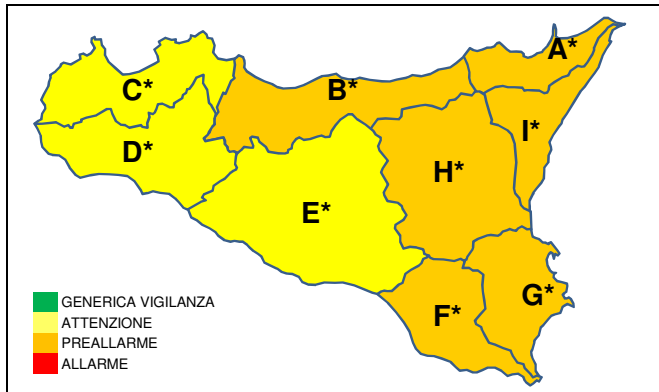 A*
C*
B*
I*
D*
H*
E*
G*
F*
GENERICA VIGILANZA
ATTENZIONE
PREALLARME
ALLARME